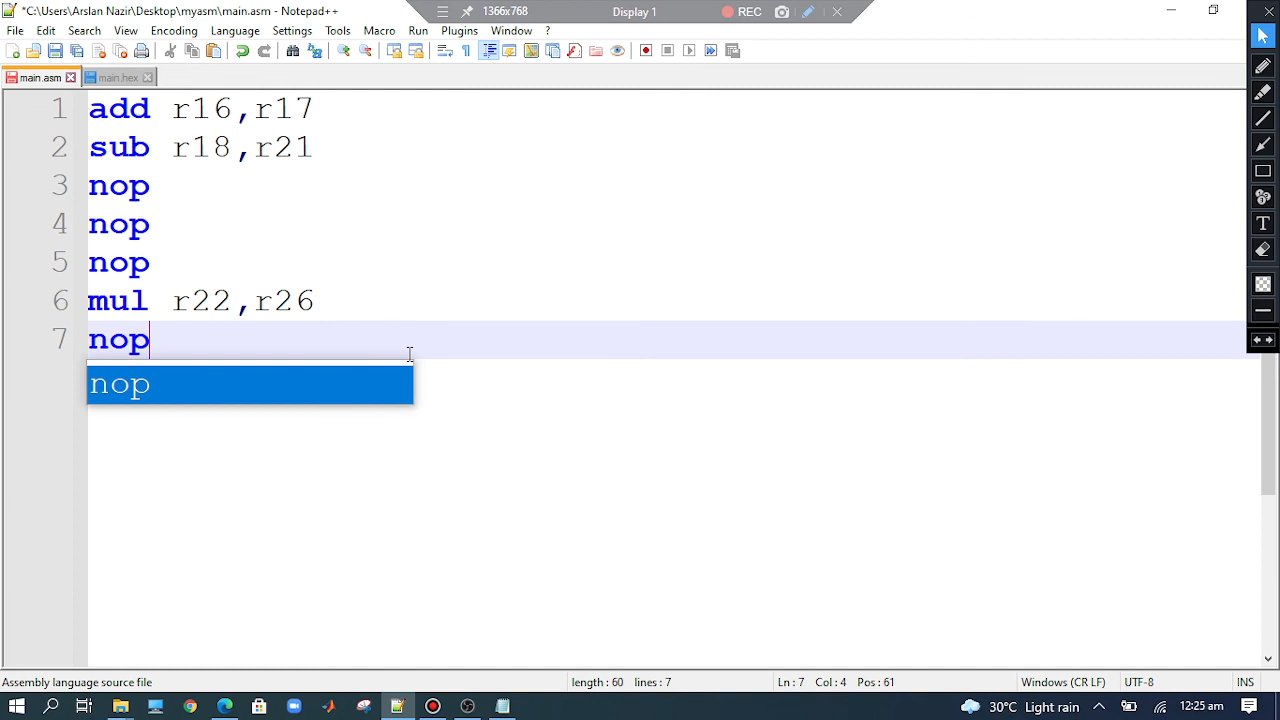 *C:\Users\Arslan Nazir\Desktop\myasm\main.asm - Notepad++
1366x768
Display 1
REC
File Edit Search View Encoding Language Settings Tools Macro Run Plugins Window ?
main.asm main.hex
1 add r16,r17
2 sub r18,r21
3 nop
4 nop
5 nop
6 mul r22,r26
7 nop
nop
T
Assembly language source file length : 60 lines : 7 Ln : 7 Col : 4 Pos : 61 Windows (CR LF) UTF-8 INS
30°C Light rain 12:25 am